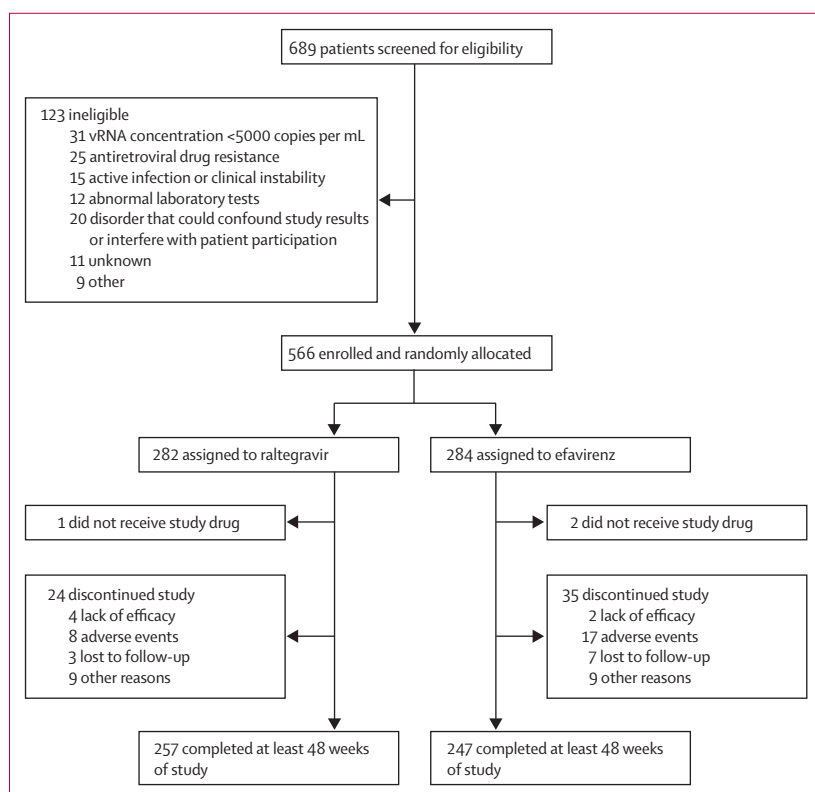 689 patients screened for eligibility
123 ineligible
31 vRNA concentration <5000 copies per mL
25 antiretroviral drug resistance
15 active infection or clinical instability
12 abnormal laboratory tests
20 disorder that could confound study results
or interfere with patient participation
11 unknown
9 other
566 enrolled and randomly allocated
282 assigned to raltegravir
284 assigned to efavirenz
1 did not receive study drug
2 did not receive study drug
24 discontinued study
4 lack of efficacy
8 adverse events
3 lost to follow-up
9 other reasons
35 discontinued study
2 lack of efficacy
17 adverse events
7 lost to follow-up
9 other reasons
257 completed at least 48 weeks
of study
247 completed at least 48 weeks
of study